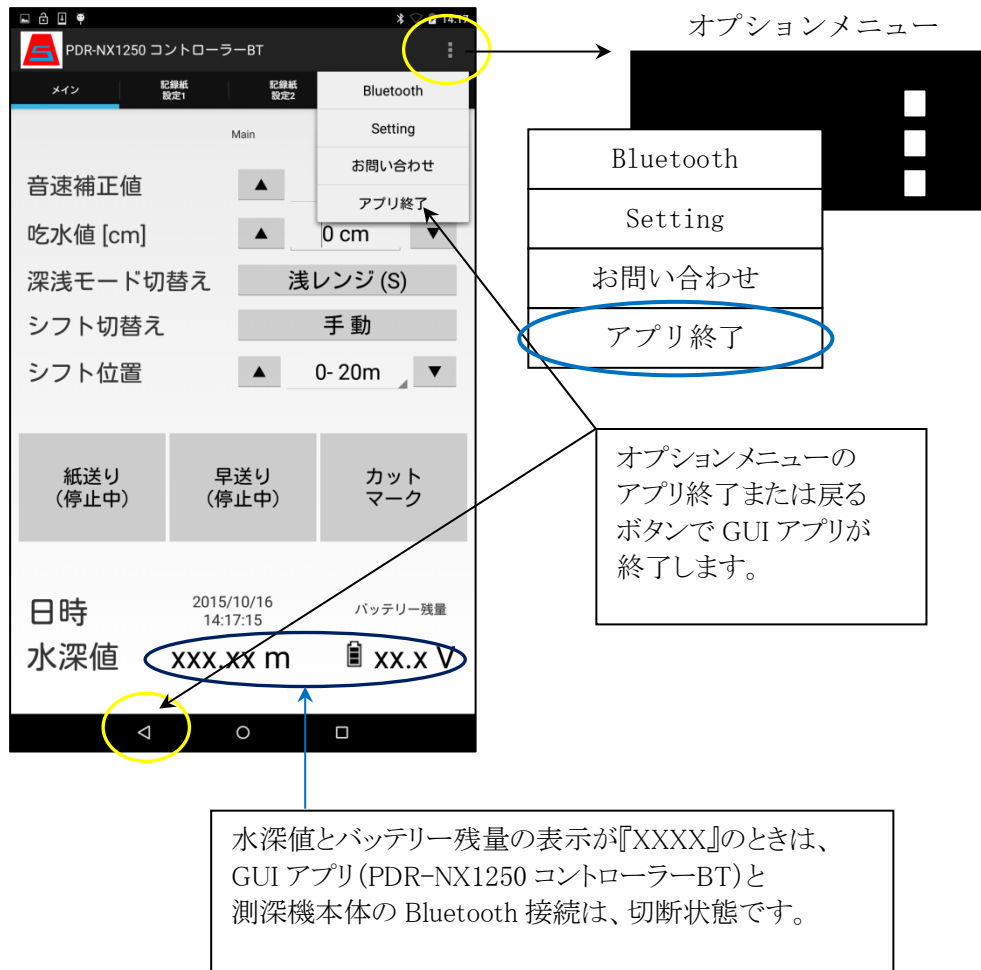 14:17
オプションメニュー
PDR-NX1250 コントローラーBT
メイン
記録紙
設定1
記録紙
設定2
Bluetooth
Setting
お問い合わせ
アプリ終了
Main
音速補正値
▲
吃水値 [cm]
▲ 0 cm ▼
深浅モード切替え
浅レンジ (S)
シフト切替え
手 動
シフト位置
▲ 0- 20m ▼
Bluetooth
Setting
お問い合わせ
アプリ終了
紙送り
(停止中)
早送り
(停止中)
カット
マーク
オプションメニューの
アプリ終了または戻る
ボタンで GUI アプリが
終了します。
日時
2015/10/16
14:17:15
バッテリー残量
水深値 xxx.xx m xx.x V
水深値とバッテリー残量の表示が『XXXX』のときは、
GUI アプリ(PDR-NX1250 コントローラーBT)と
測深機本体の Bluetooth 接続は、切断状態です。